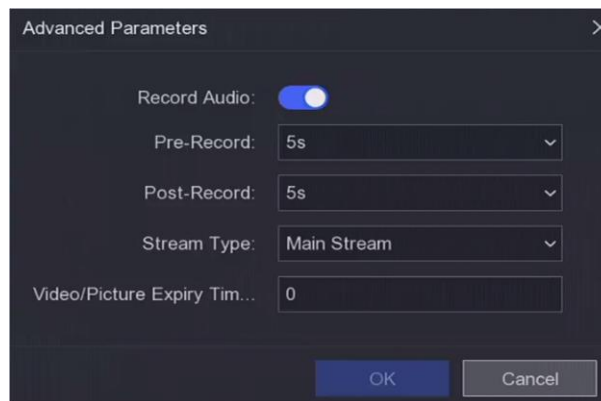 Advanced Parameters
Record Audio:
Pre-Record: 5s
Post-Record: 5s
Stream Type: Main Stream
Video/Picture Expiry Tim... 0
OK Cancel